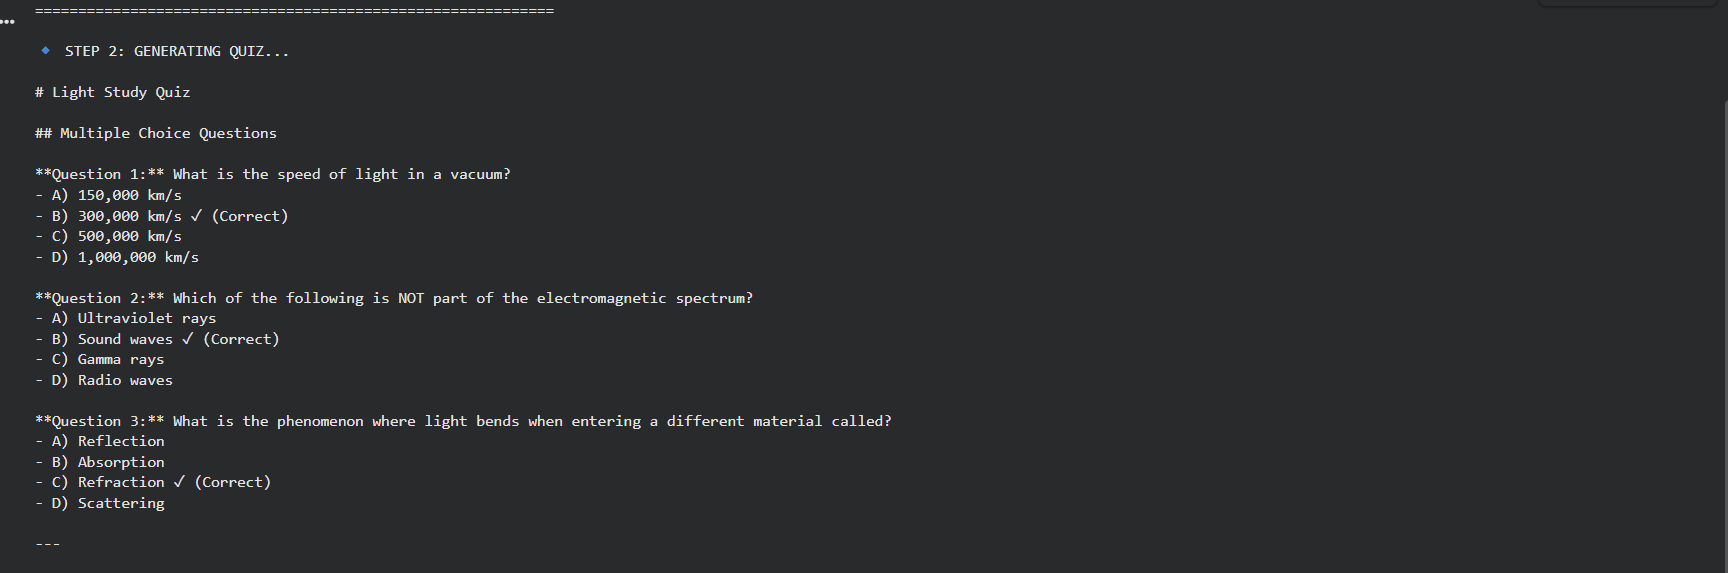 ============================================================
🔹 STEP 2: GENERATING QUIZ...
# Light Study Quiz
## Multiple Choice Questions
**Question 1:** What is the speed of light in a vacuum?
- A) 150,000 km/s
- B) 300,000 km/s ✓ (Correct)
- C) 500,000 km/s
- D) 1,000,000 km/s
**Question 2:** Which of the following is NOT part of the electromagnetic spectrum?
- A) Ultraviolet rays
- B) Sound waves ✓ (Correct)
- C) Gamma rays
- D) Radio waves
**Question 3:** What is the phenomenon where light bends when entering a different material called?
- A) Reflection
- B) Absorption
- C) Refraction ✓ (Correct)
- D) Scattering
---